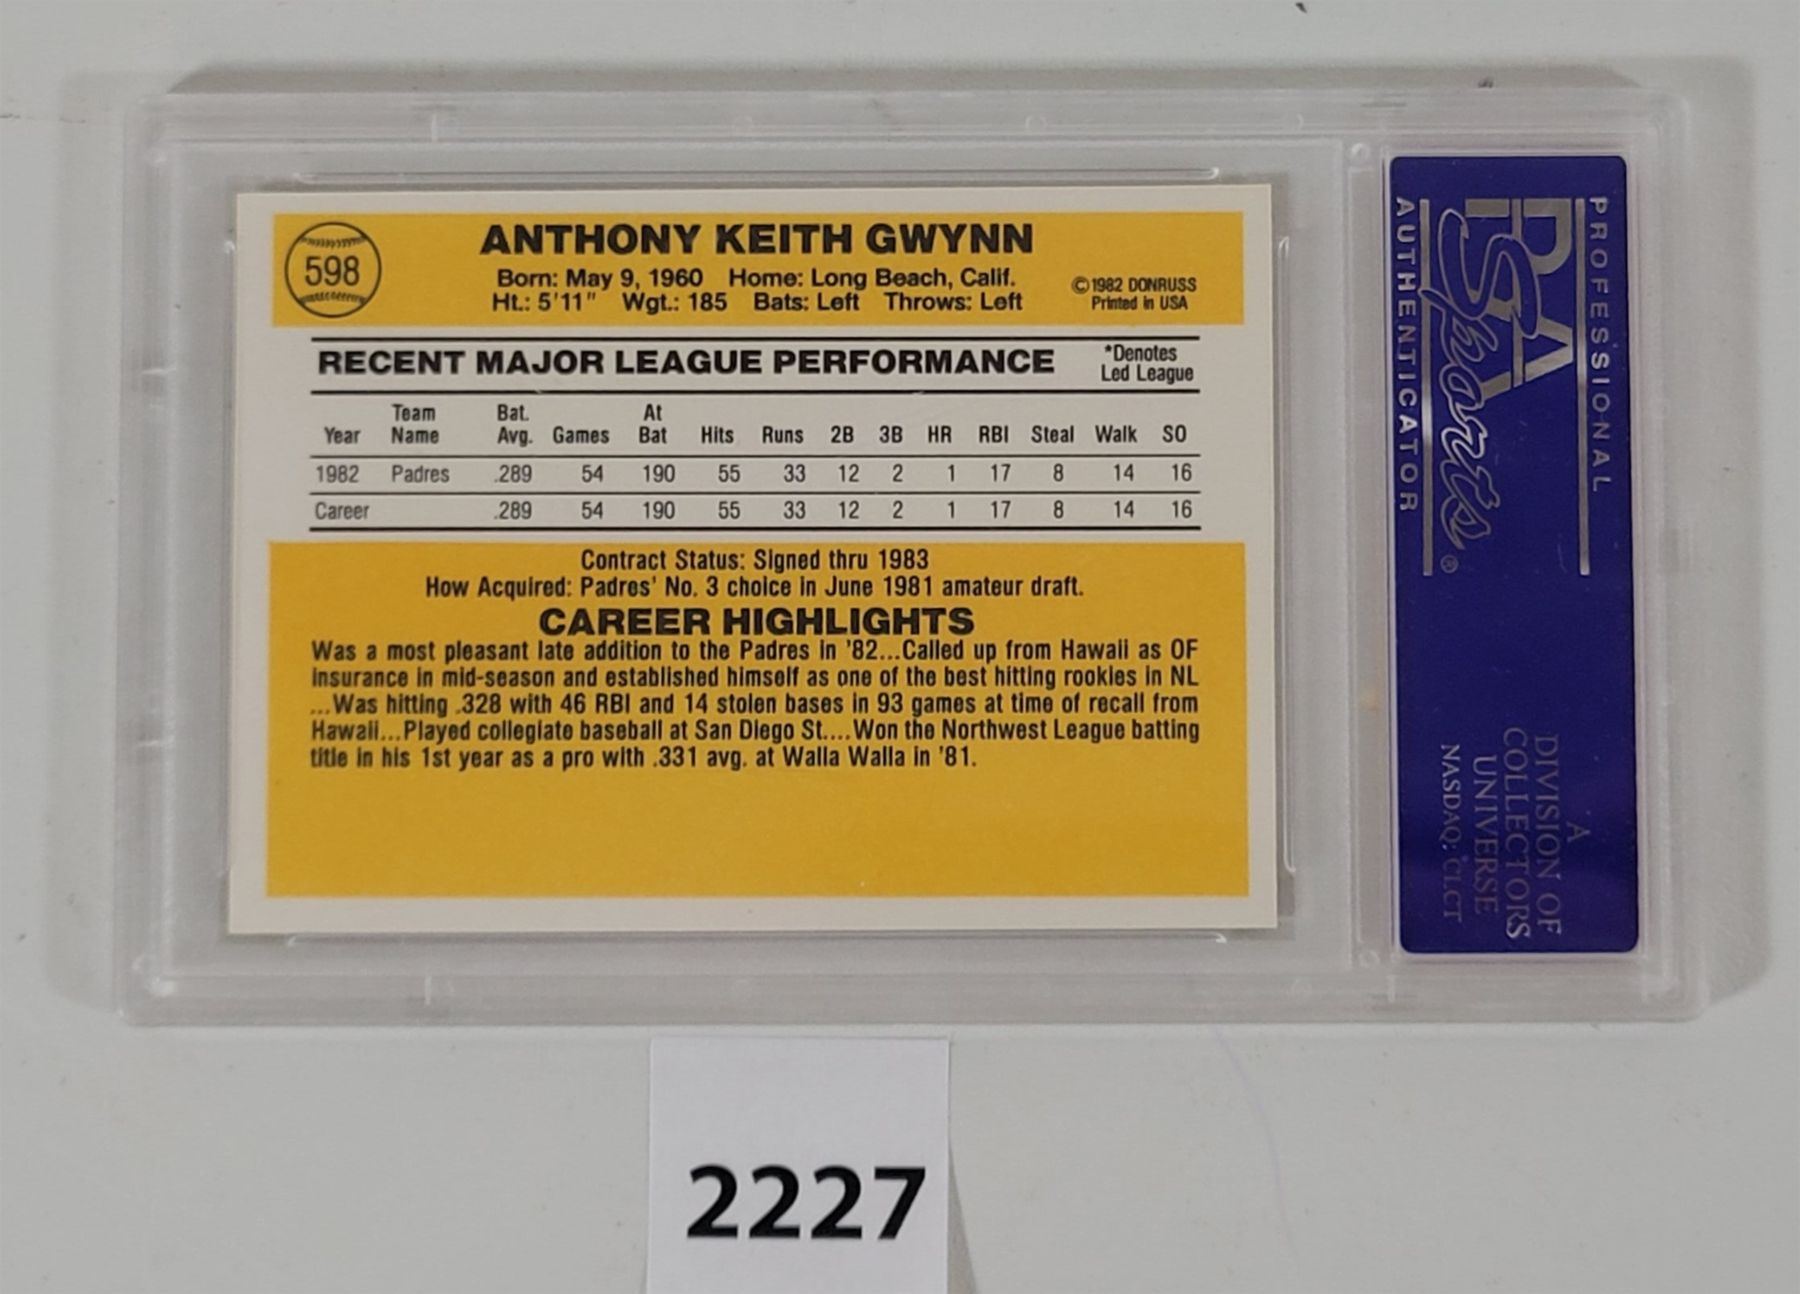 598
ANTHONY KEITH GWYNN
Born: May 9, 1960 Home: Long Beach, Calif.
Ht.: 5'11" Wgt.: 185 Bats: Left Throws: Left
©1982 DONRUSS
Printed in USA
RECENT MAJOR LEAGUE PERFORMANCE
*Denotes
Led League
Year Team Name Bat. Avg. Games At Bat Hits Runs 2B 3B HR RBI Steal Walk SO
1982 Padres .289 54 190 55 33 12 2 1 17 8 14 16
Career .289 54 190 55 33 12 2 1 17 8 14 16
Contract Status: Signed thru 1983
How Acquired: Padres' No. 3 choice in June 1981 amateur draft.
CAREER HIGHLIGHTS
Was a most pleasant late addition to the Padres in '82...Called up from Hawaii as OF
insurance in mid-season and established himself as one of the best hitting rookies in NL
...Was hitting .328 with 46 RBI and 14 stolen bases in 93 games at time of recall from
Hawaii...Played collegiate baseball at San Diego St....Won the Northwest League batting
title in his 1st year as a pro with .331 avg. at Walla Walla in '81.
PROFESSIONAL
PSA
Sports®
AUTHENTICATOR
A
DIVISION OF
COLLECTORS
UNIVERSE
NASDAQ: CLCT
2227